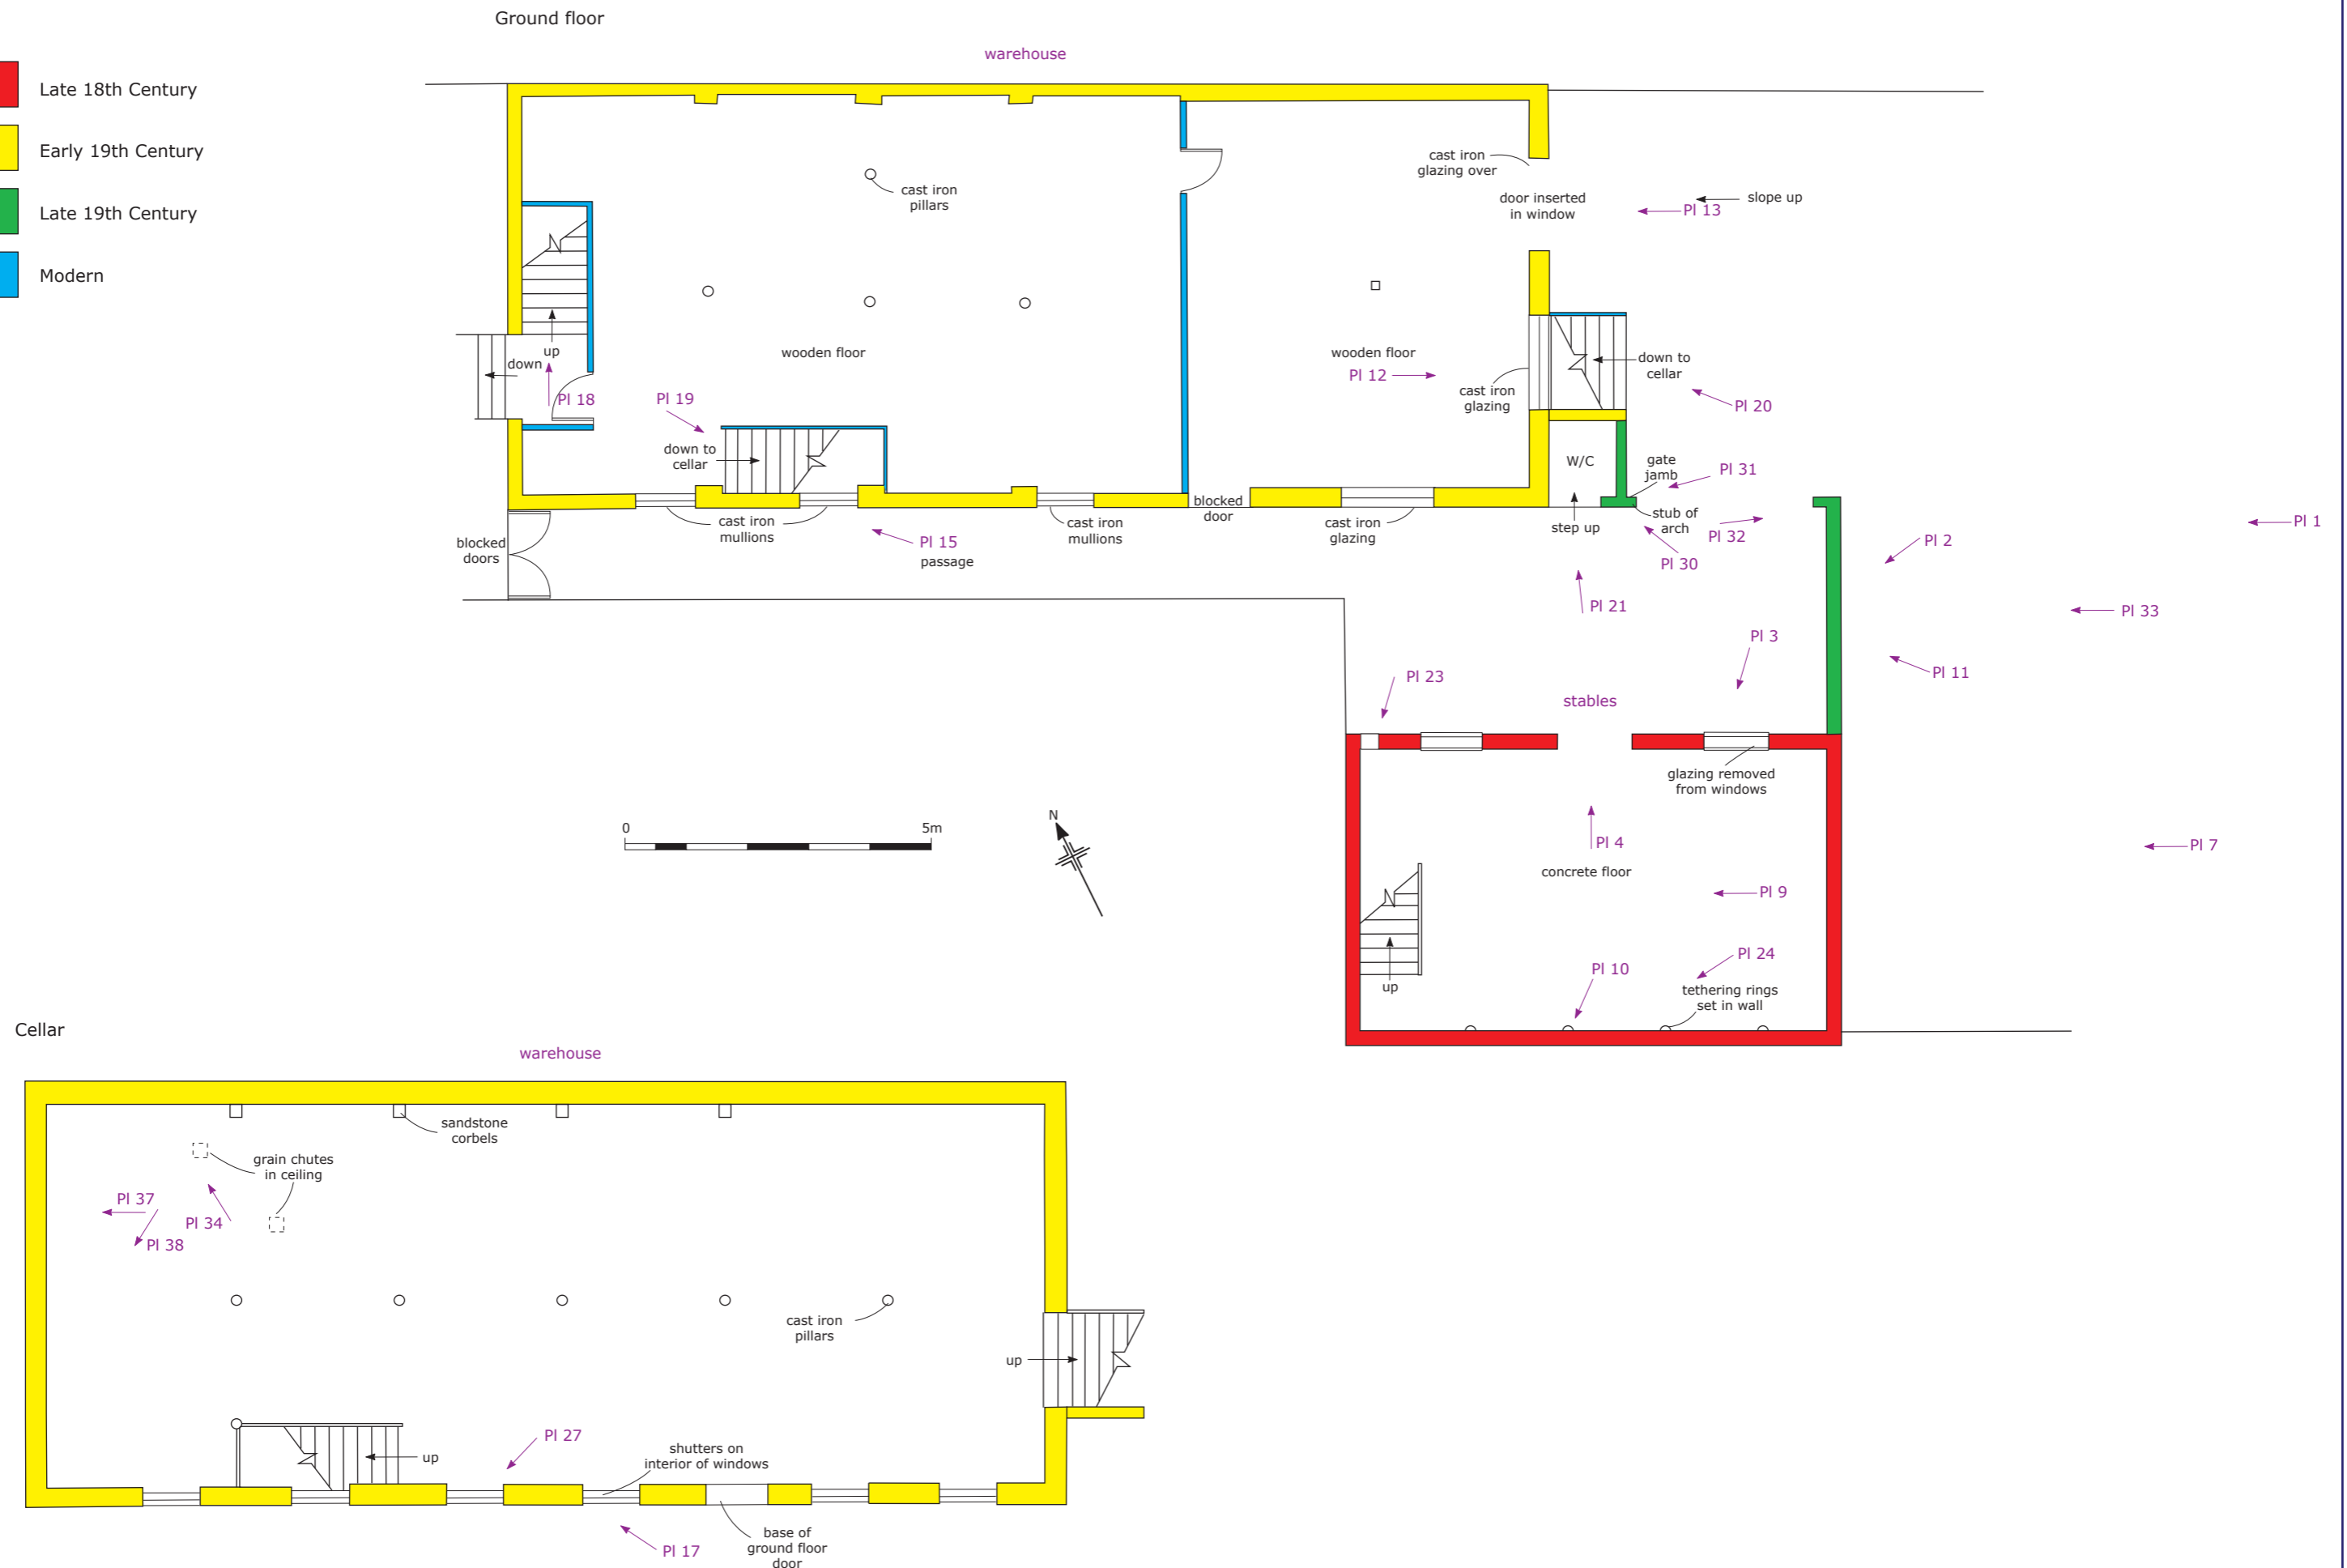 Ground floor
warehouse
Late 18th Century
Early 19th Century
Late 19th Century
Modern
cast iron
glazing over
cast iron
pillars
door inserted
in window
slope up
Pl 13
up
down
Pl 18
Pl 19
wooden floor
wooden floor
Pl 12
cast iron
glazing
down to
cellar
Pl 20
down to
cellar
W/C
gate
jamb
Pl 31
blocked
door
stub of
arch
step up
Pl 32
Pl 30
cast iron
mullions
cast iron
mullions
cast iron
glazing
blocked
doors
Pl 15
passage
Pl 1
Pl 2
Pl 21
Pl 33
Pl 3
Pl 11
Pl 23
stables
glazing removed
from windows
0
5m
N
Pl 4
concrete floor
Pl 7
Pl 9
Pl 24
Pl 10
up
tethering rings
set in wall
Cellar
warehouse
sandstone
corbels
grain chutes
in ceiling
Pl 37
Pl 34
Pl 38
cast iron
pillars
up
Pl 27
up
shutters on
interior of windows
Pl 17
base of
ground floor
door